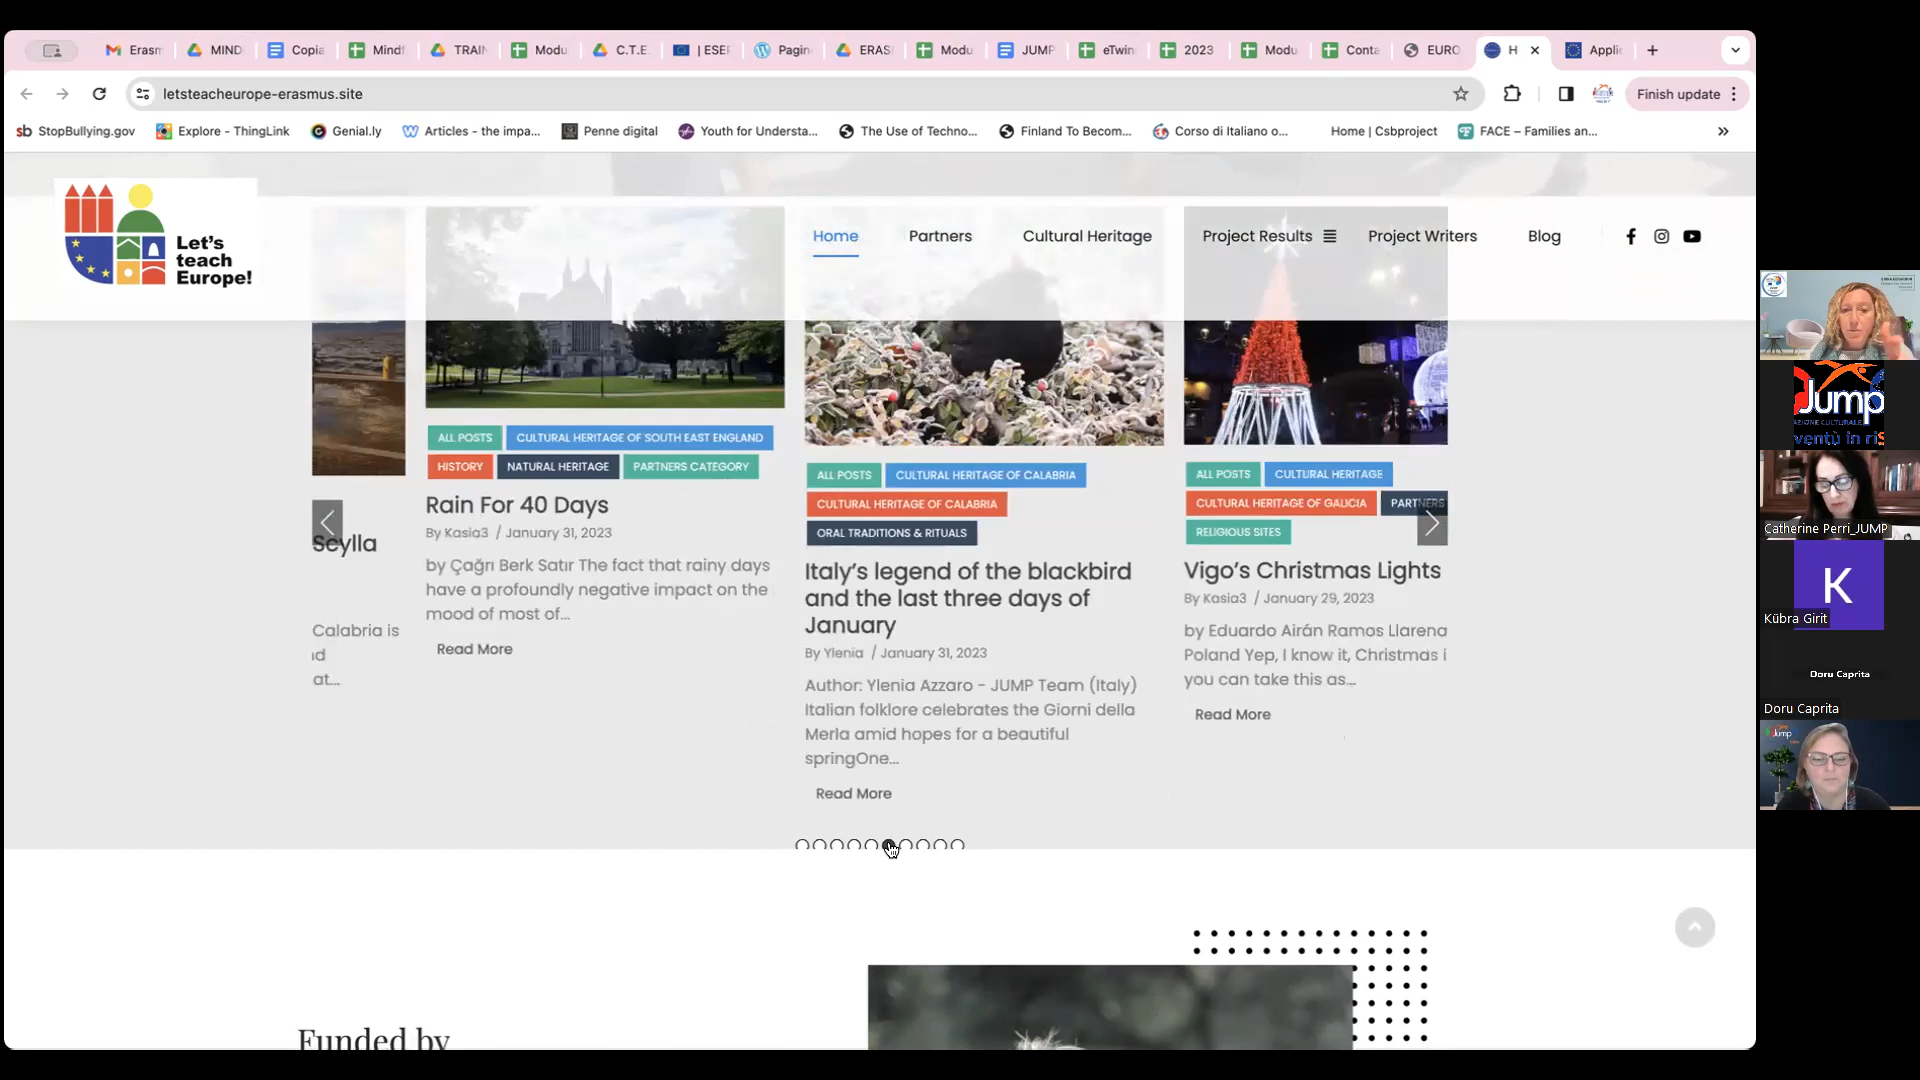 Erasm
MIND
Copia
Mindf
TRAIN
Modu
C.T.E.
| ESEF
Pagin
ERAS
Modu
JUMP
eTwin
2023
Modu
Conta
EURO
H
Applic
letsteacheurope-erasmus.site
Finish update
sb StopBullying.gov
Explore - ThingLink
Genial.ly
Articles - the impa...
Penne digital
Youth for Understa...
The Use of Techno...
Finland To Becom...
Corso di Italiano o...
Home | Csbproject
FACE – Families an...
Let's
teach
Europe!
Home
Partners
Cultural Heritage
Project Results
Project Writers
Blog
Scylla
Calabria is
nd
at...
ALL POSTS
CULTURAL HERITAGE OF SOUTH EAST ENGLAND
HISTORY
NATURAL HERITAGE
PARTNERS CATEGORY
Rain For 40 Days
By Kasia3 / January 31, 2023
by Çağrı Berk Satır The fact that rainy days
have a profoundly negative impact on the
mood of most of...
Read More
ALL POSTS
CULTURAL HERITAGE OF CALABRIA
CULTURAL HERITAGE OF CALABRIA
ORAL TRADITIONS & RITUALS
Italy's legend of the blackbird
and the last three days of
January
By Ylenia / January 31, 2023
Author: Ylenia Azzaro - JUMP Team (Italy)
Italian folklore celebrates the Giorni della
Merla amid hopes for a beautiful
springOne...
Read More
ALL POSTS
CULTURAL HERITAGE
CULTURAL HERITAGE OF GALICIA
PARTNERS
RELIGIOUS SITES
Vigo's Christmas Lights
By Kasia3 / January 29, 2023
by Eduardo Airán Ramos Llarena
Poland Yep, I know it, Christmas i
you can take this as...
Read More
Funded by
Jump
AZIONE CULTURALE
ventù in ris
Catherine Perri_JUMP
K
Kübra Girit
Doru Caprita
Doru Caprita
Jump